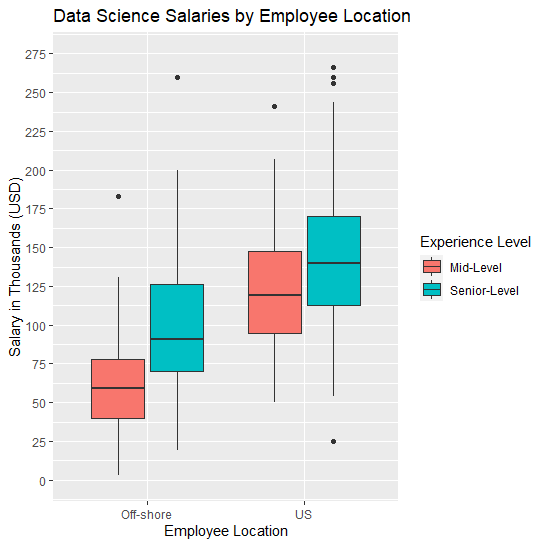 Data Science Salaries by Employee Location
Salary in Thousands (USD)
275
250
225
200
175
150
125
100
75
50
25
0
Off-shore
US
Employee Location
Experience Level
Mid-Level
Senior-Level